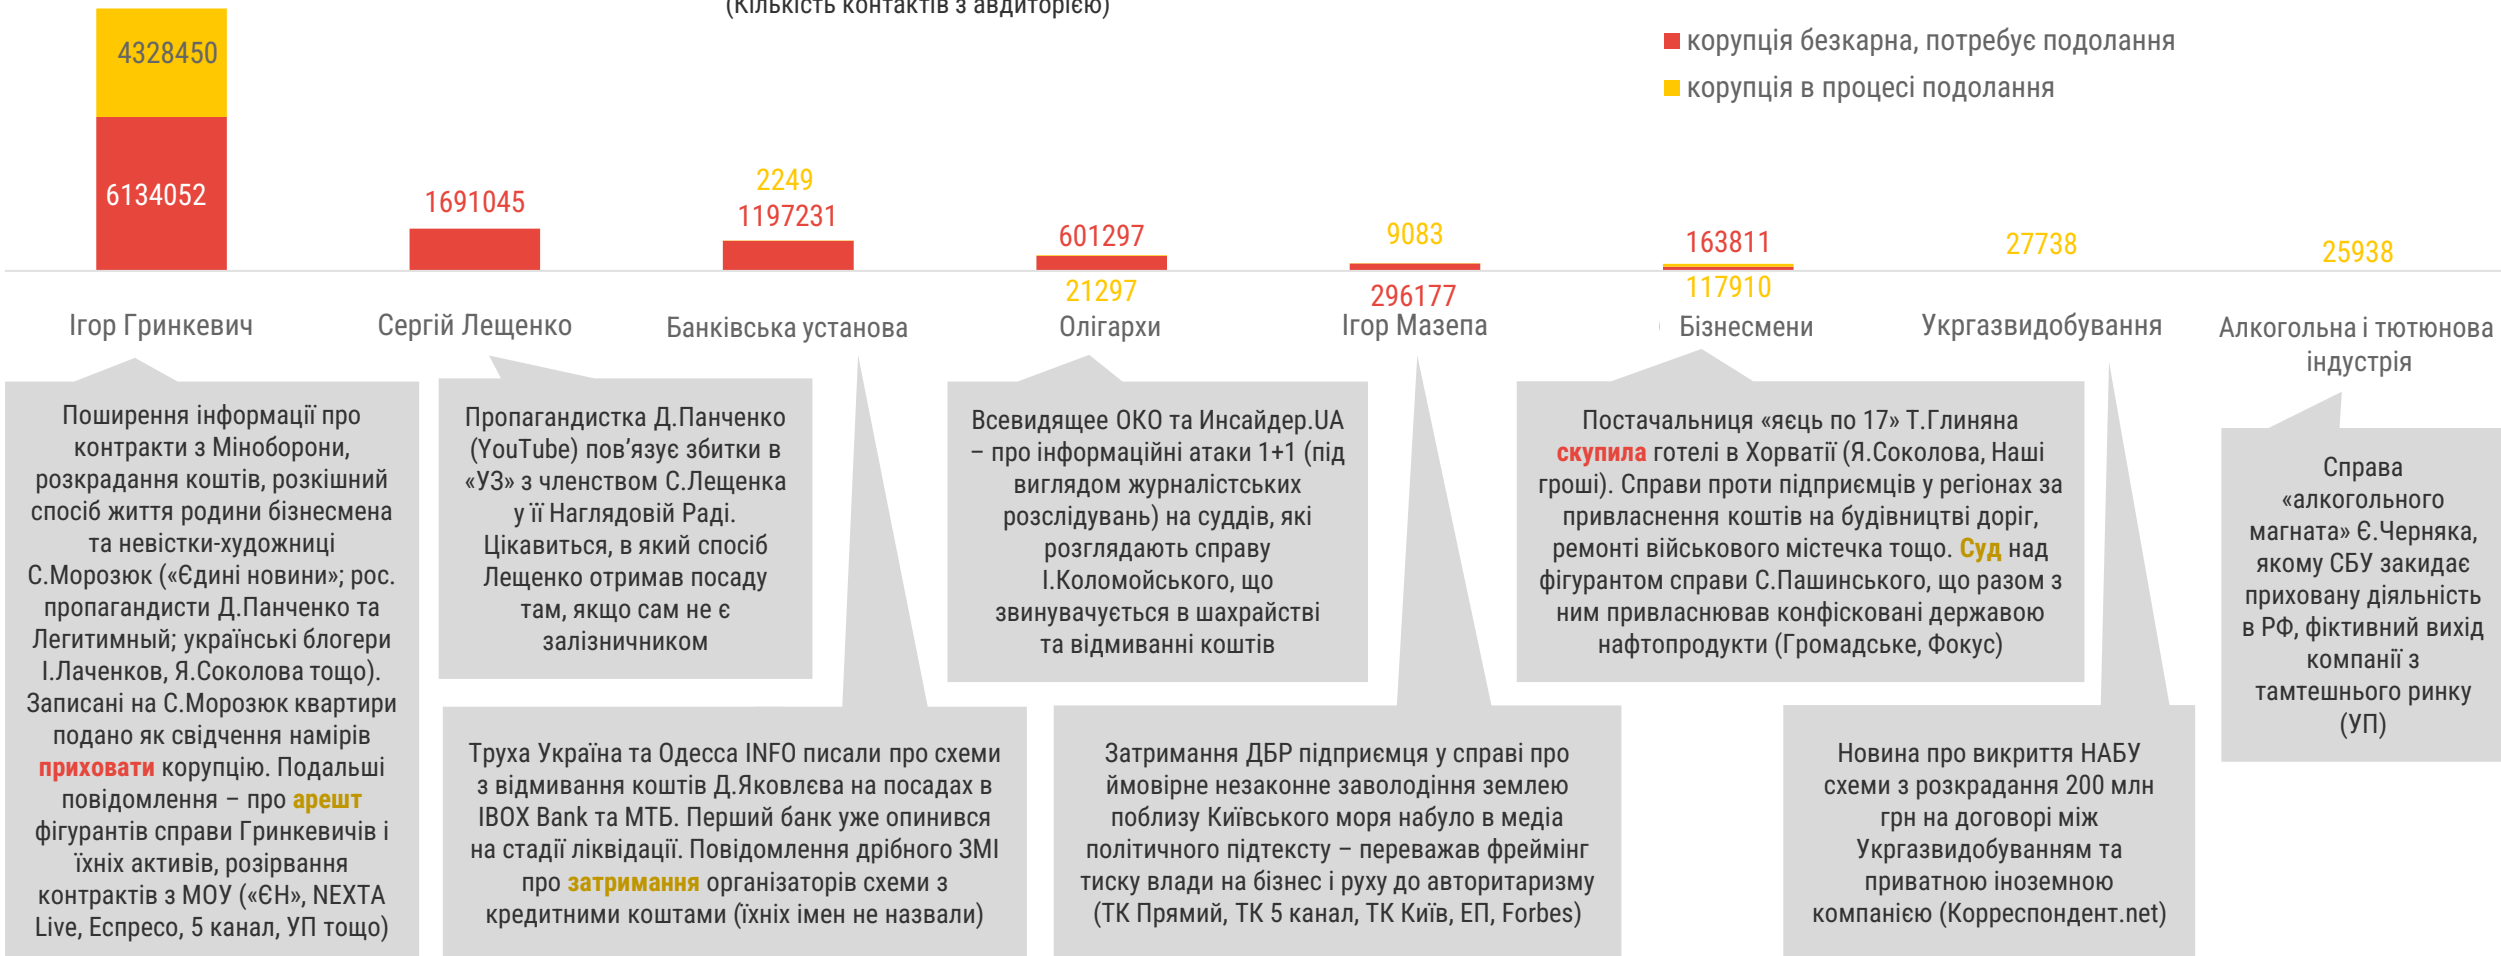 (Кількість контактів з авдиторією)
корупція безкарна, потребує подолання
корупція в процесі подолання
4328450
6134052
1691045
2249
1197231
601297
21297
9083
296177
163811
117910
27738
25938
Ігор Гринкевич
Сергій Лещенко
Банківська установа
Олігархи
Ігор Мазепа
Бізнесмени
Укргазвидобування
Алкогольна і тютюнова
індустрія
Поширення інформації про
контракти з Міноборони,
розкрадання коштів, розкішний
спосіб життя родини бізнесмена
та невістки-художниці
С.Морозюк («Єдині новини»; рос.
пропагандисти Д.Панченко та
Легитимный; українські блогери
І.Лаченков, Я.Соколова тощо).
Записані на С.Морозюк квартири
подано як свідчення намірів
приховати корупцію. Подальші
повідомлення – про арешт
фігурантів справи Гринкевичів і
їхніх активів, розірвання
контрактів з МОУ («ЄН», NEXTA
Live, Еспресо, 5 канал, УП тощо)
Пропагандистка Д.Панченко
(YouTube) пов’язує збитки в
«УЗ» з членством С.Лещенка
у її Наглядовій Раді.
Цікавиться, в який спосіб
Лещенко отримав посаду
там, якщо сам не є
залізничником
Труха Україна та Одесса INFO писали про схеми
з відмивання коштів Д.Яковлєва на посадах в
IBOX Bank та МТБ. Перший банк уже опинився
на стадії ліквідації. Повідомлення дрібного ЗМІ
про затримання організаторів схеми з
кредитними коштами (їхніх імен не назвали)
Всевидящее ОКО та Инсайдер.UA
– про інформаційні атаки 1+1 (під
виглядом журналістських
розслідувань) на суддів, які
розглядають справу
І.Коломойського, що
звинувачується в шахрайстві
та відмиванні коштів
Затримання ДБР підприємця у справі про
ймовірне незаконне заволодіння землею
поблизу Київського моря набуло в медіа
політичного підтексту – переважав фреймінг
тиску влади на бізнес і руху до авторитаризму
(ТК Прямий, ТК 5 канал, ТК Київ, ЕП, Forbes)
Постачальниця «яєць по 17» Т.Глиняна
скупила готелі в Хорватії (Я.Соколова, Наші
гроші). Справи проти підприємців у регіонах за
привласнення коштів на будівництві доріг,
ремонті військового містечка тощо. Суд над
фігурантом справи С.Пашинського, що разом з
ним привласнював конфісковані державою
нафтопродукти (Громадське, Фокус)
Новина про викриття НАБУ
схеми з розкрадання 200 млн
грн на договорі між
Укргазвидобуванням та
приватною іноземною
компанією (Корреспондент.net)
Справа
«алкогольного
магната» Є.Черняка,
якому СБУ закидає
приховану діяльність
в РФ, фіктивний вихід
компанії з
тамтешнього ринку
(УП)